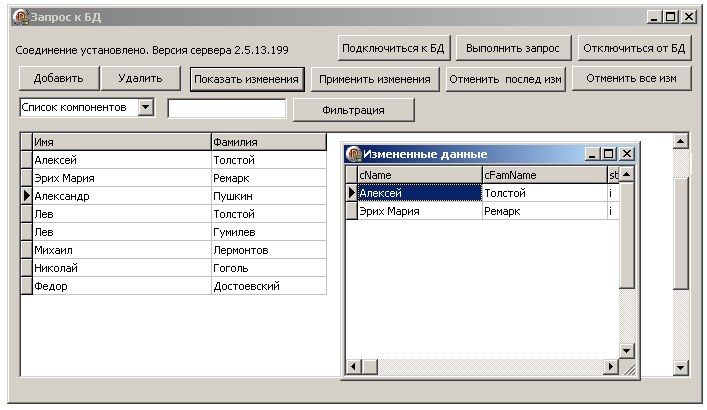 Запрос к БД
Соединение установлено. Версия сервера 2.5.13.199
Подключиться к БД Выполнить запрос Отключиться от БД
Добавить Удалить Показать изменения Применить изменения Отменить послед изм Отменить все изм
Список компонентов Фильтрация
Имя Фамилия
Алексей Толстой
Эрих Мария Ремарк
Александр Пушкин
Лев Толстой
Лев Гумилев
Михаил Лермонтов
Николай Гоголь
Федор Достоевский
Измененные данные
cName cFamName st
Алексей Толстой i
Эрих Мария Ремарк i